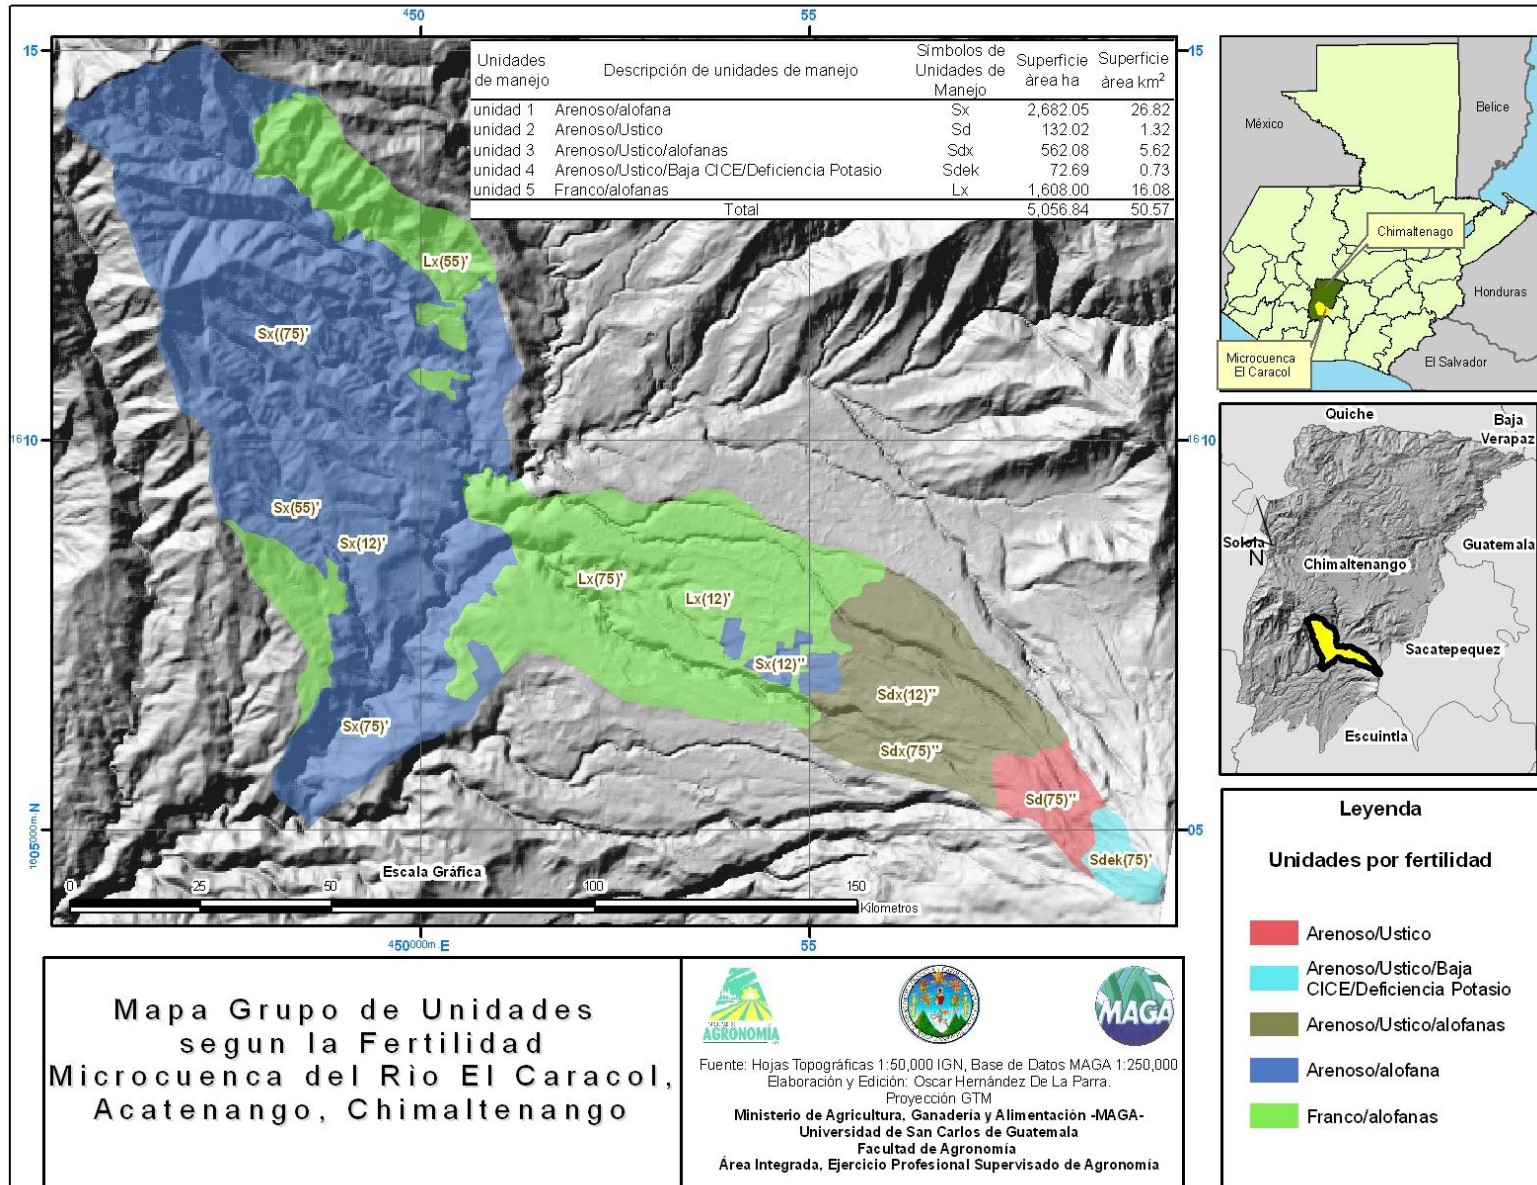 450
55
15
15
Unidades de manejo Descripción de unidades de manejo Símbolos de Unidades de Manejo Superficie àrea ha Superficie àrea km²
unidad 1 Arenoso/alofana Sx 2,682.05 26.82
unidad 2 Arenoso/Ustico Sd 132.02 1.32
unidad 3 Arenoso/Ustico/alofanas Sdx 562.08 5.62
unidad 4 Arenoso/Ustico/Baja CICE/Deficiencia Potasio Sdek 72.69 0.73
unidad 5 Franco/alofanas Lx 1,608.00 16.08
Total 5,056.84 50.57
Lx(55)'
Sx((75)'
1610
1610
Sx(55)'
Sx(12)'
Lx(75)'
Lx(12)'
Sx(12)''
Sdx(12)''
Sx(75)'
Sdx(75)''
Sd(75)''
1605000m.N
05
Sdek(75)'
Escala Gráfica
0 25 50 100 150
Kilometros
450000m.E
55
México
Belice
Chimaltenago
Honduras
Microcuenca
El Caracol
El Salvador
Quiche
Baja
Verapaz
Solola
N
Guatemala
Chimaltenango
Sacatepequez
Escuintla
Leyenda
Unidades por fertilidad
Arenoso/Ustico
Arenoso/Ustico/Baja
CICE/Deficiencia Potasio
Arenoso/Ustico/alofanas
Arenoso/alofana
Franco/alofanas
Mapa Grupo de Unidades
segun la Fertilidad
Microcuenca del Rìo El Caracol,
Acatenango, Chimaltenango
AGRONOMÍA
MAGA
Fuente: Hojas Topográficas 1:50,000 IGN, Base de Datos MAGA 1:250,000
Elaboración y Edición: Oscar Hernández De La Parra.
Proyección GTM
Ministerio de Agricultura, Ganadería y Alimentación -MAGA-
Universidad de San Carlos de Guatemala
Facultad de Agronomía
Área Integrada, Ejercicio Profesional Supervisado de Agronomía